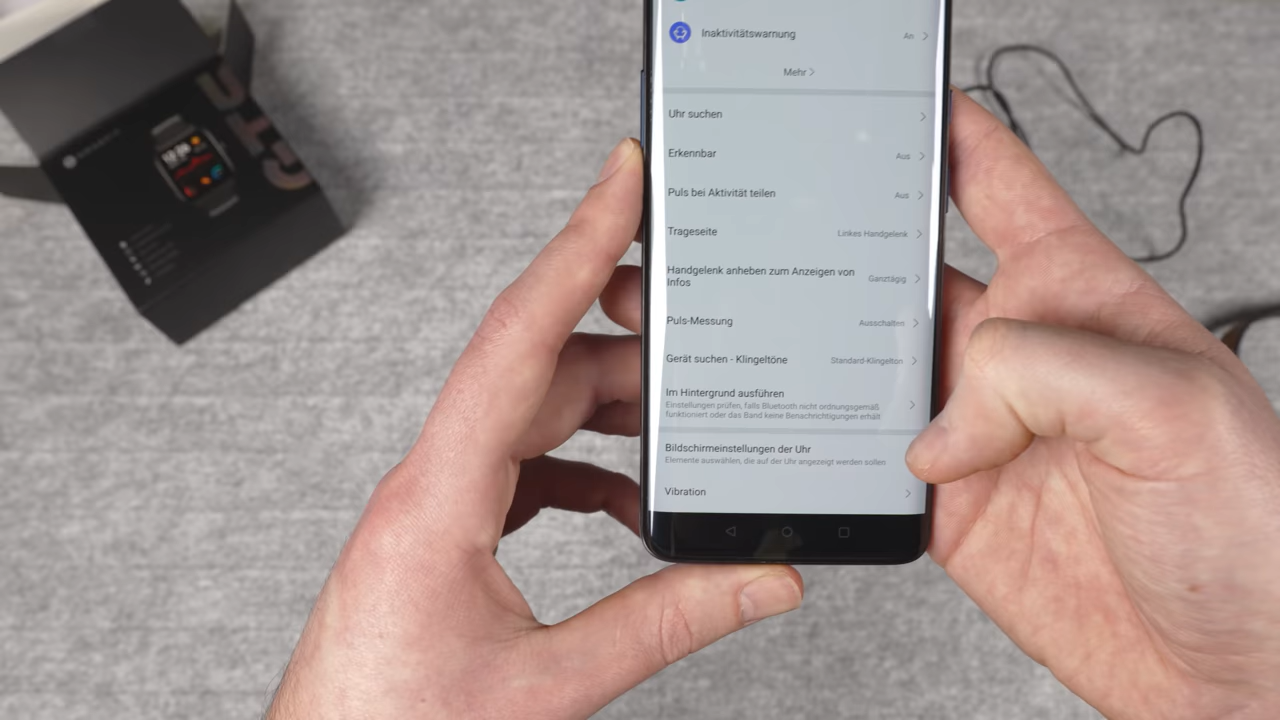 Inaktivitätswarnung
An
Mehr
Uhr suchen
Erkennbar
Aus
Puls bei Aktivität teilen
Aus
Trageseite
Linkes Handgelenk
Handgelenk anheben zum Anzeigen von
Infos
Ganztägig
Puls-Messung
Ausschalten
Gerät suchen - Klingeltöne
Standard-Klingelton
Im Hintergrund ausführen
Einstellungen prüfen, falls Bluetooth nicht ordnungsgemäß
funktioniert oder das Band keine Benachrichtigungen erhält
Bildschirmeinstellungen der Uhr
Elemente auswählen, die auf der Uhr angezeigt werden sollen
Vibration